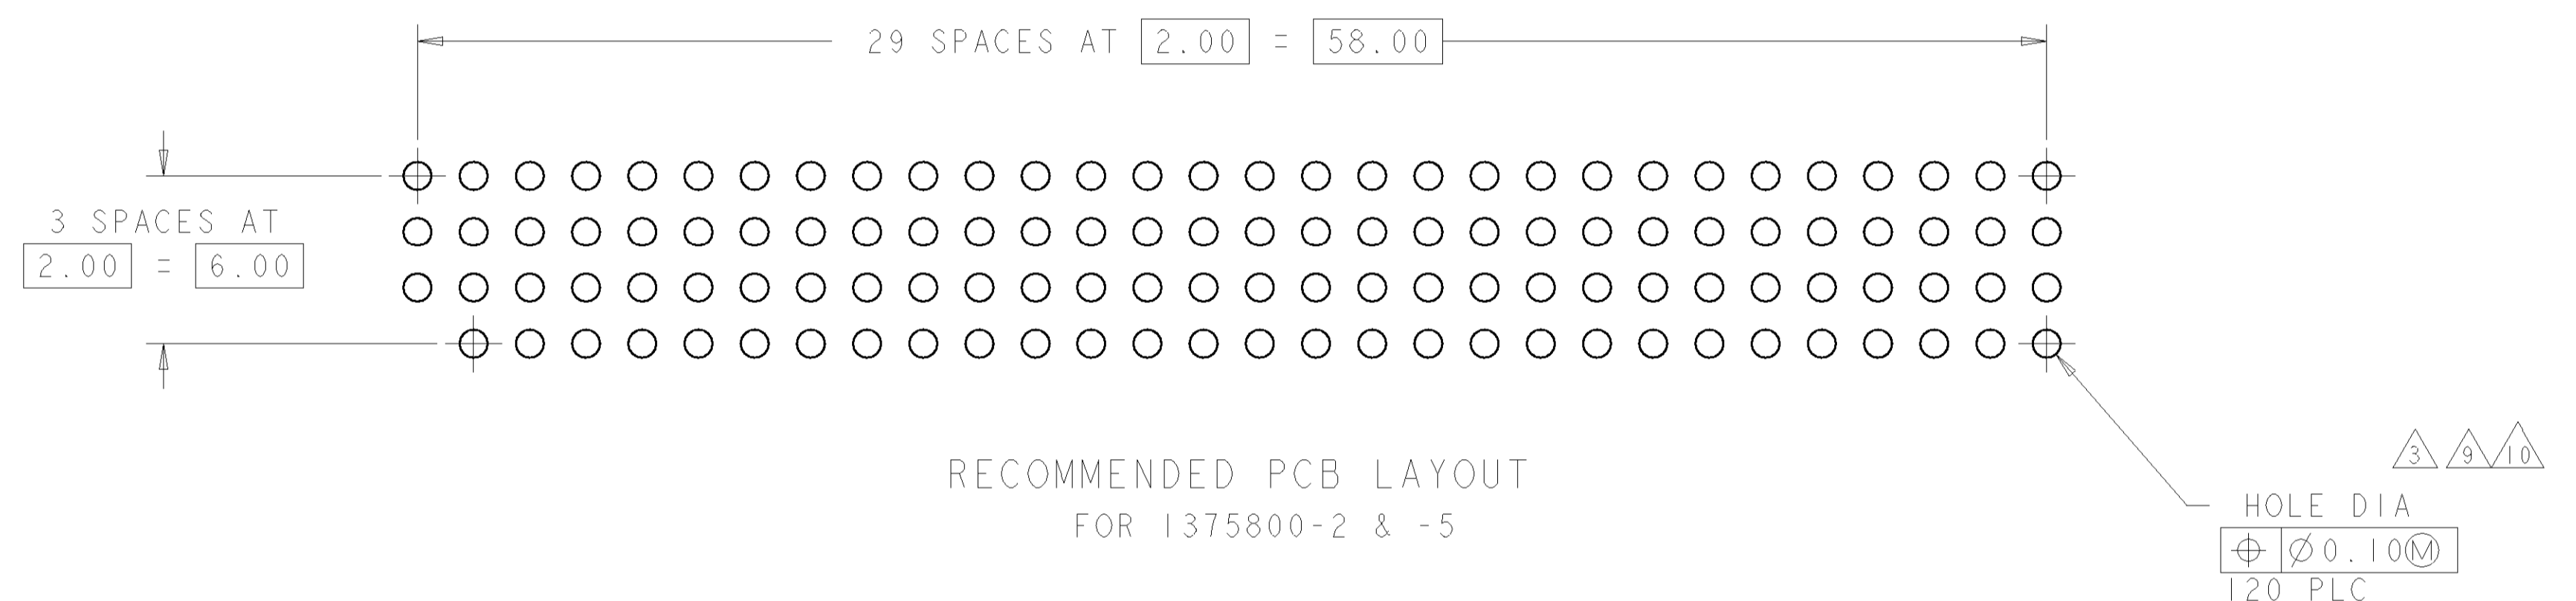 29 SPACES AT 2.00 = 58.00
3 SPACES AT
2.00 = 6.00
3 9 10
RECOMMENDED PCB LAYOUT
FOR 1375800-2 & -5
HOLE DIA
⌖ ∅0.10Ⓜ
120 PLC